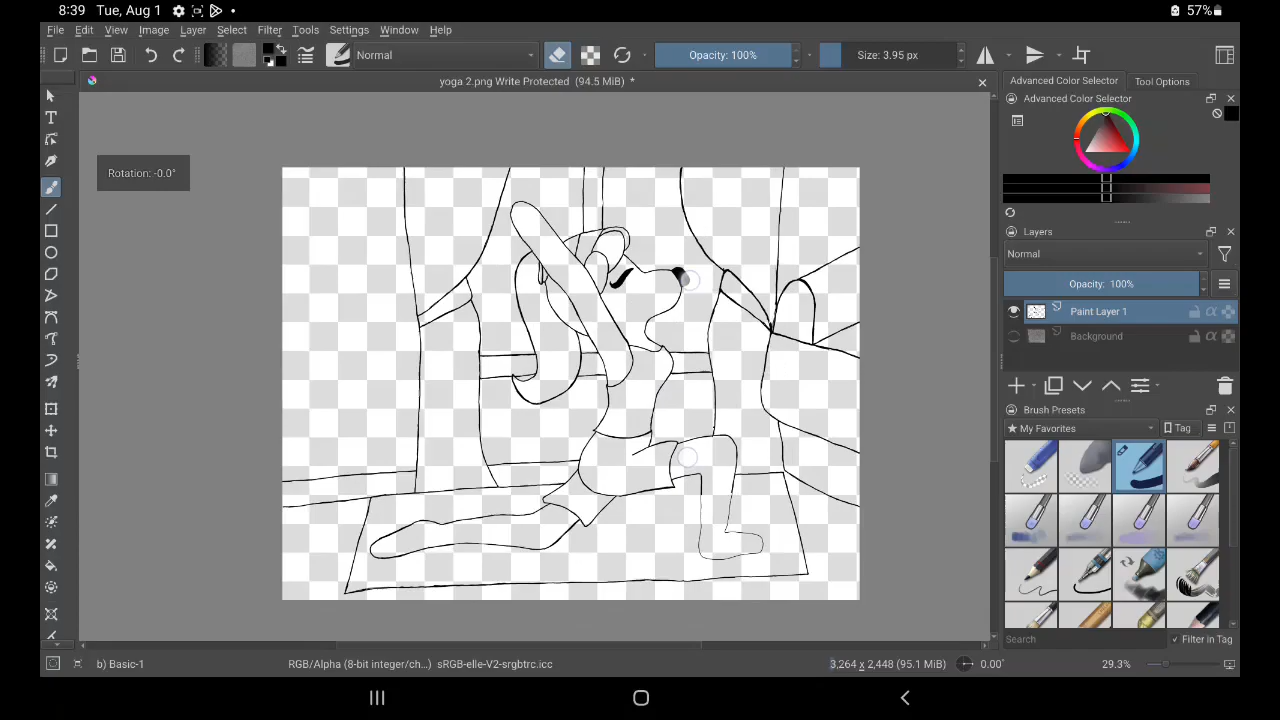 8:39 Tue, Aug 1
57%
File Edit View Image Layer Select Filter Tools Settings Window Help
Normal
Opacity: 100%
Size: 3.95 px
yoga 2.png Write Protected (94.5 MiB) *
Advanced Color Selector
Tool Options
Advanced Color Selector
Rotation: -0.0°
Layers
Normal
Opacity: 100%
Paint Layer 1
Background
Brush Presets
My Favorites
Tag
Search
Filter in Tag
b) Basic-1
RGB/Alpha (8-bit integer/ch...) sRGB-elle-V2-srgbtrc.icc
3,264 x 2,448 (95.1 MiB)
0.00°
29.3%